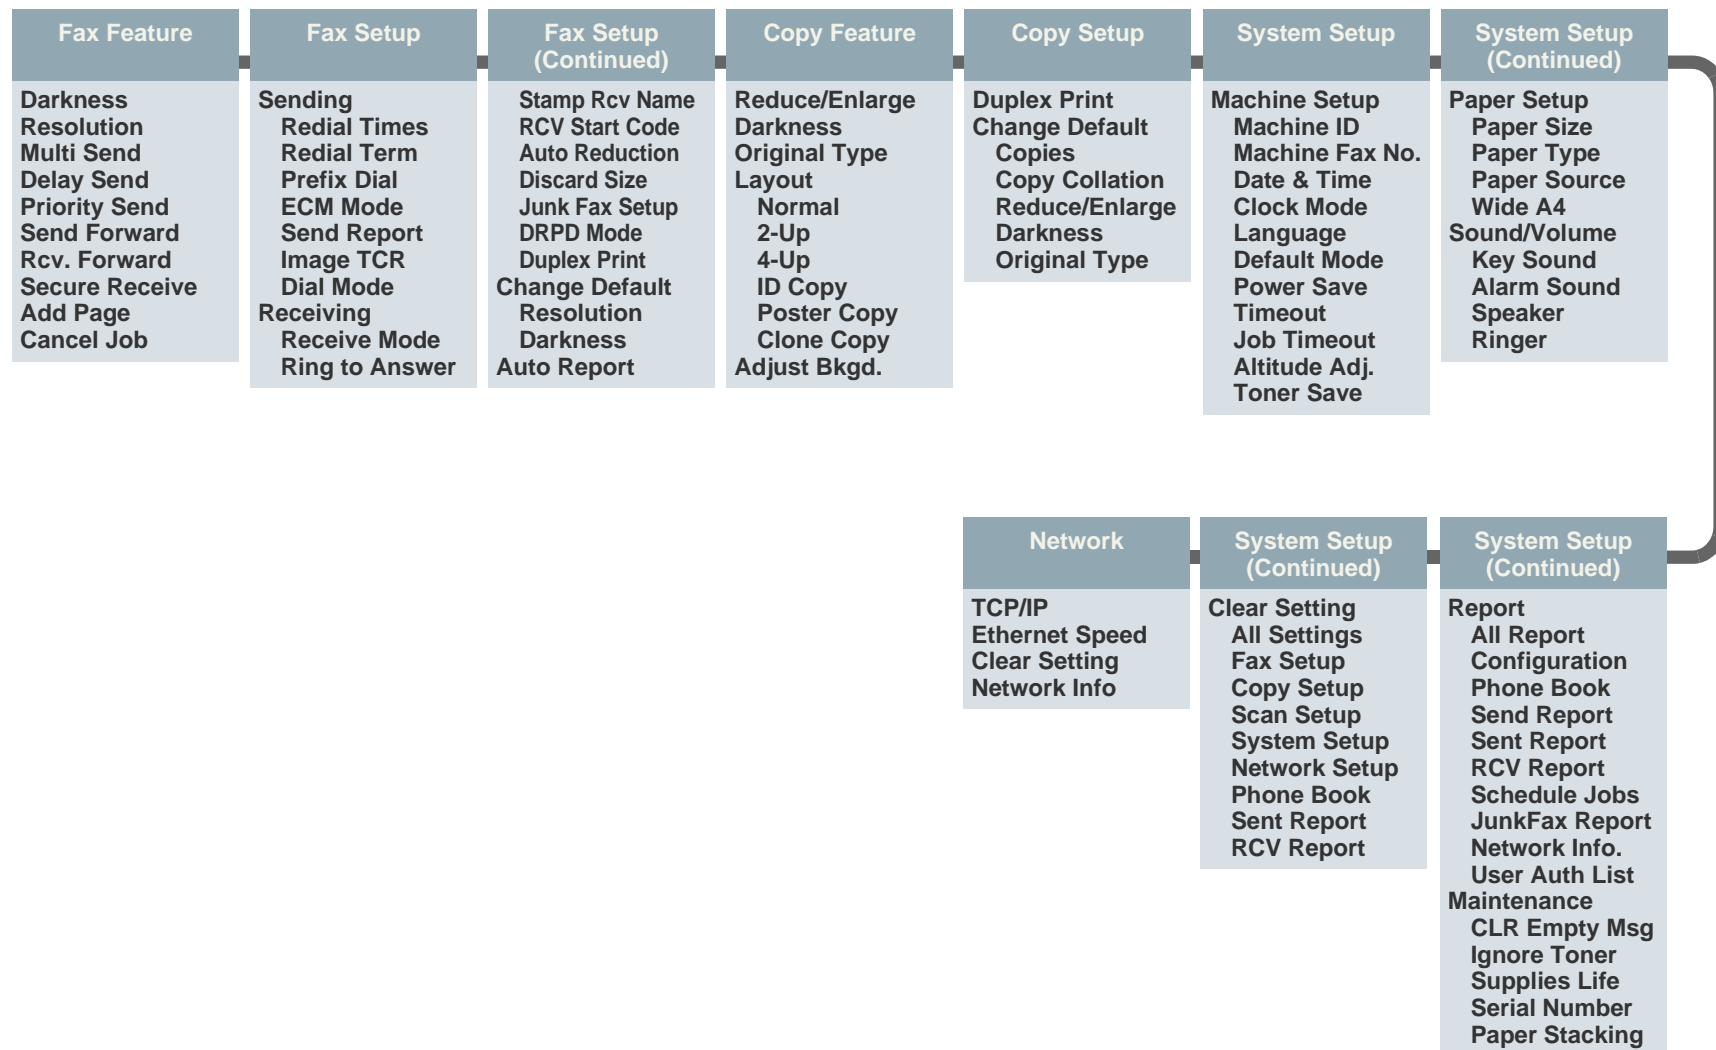 Fax Feature
Darkness
Resolution
Multi Send
Delay Send
Priority Send
Send Forward
Rcv. Forward
Secure Receive
Add Page
Cancel Job
Fax Setup
Sending
Redial Times
Redial Term
Prefix Dial
ECM Mode
Send Report
Image TCR
Dial Mode
Receiving
Receive Mode
Ring to Answer
Fax Setup
(Continued)
Stamp Rcv Name
RCV Start Code
Auto Reduction
Discard Size
Junk Fax Setup
DRPD Mode
Duplex Print
Change Default
Resolution
Darkness
Auto Report
Copy Feature
Reduce/Enlarge
Darkness
Original Type
Layout
Normal
2-Up
4-Up
ID Copy
Poster Copy
Clone Copy
Adjust Bkgd.
Copy Setup
Duplex Print
Change Default
Copies
Copy Collation
Reduce/Enlarge
Darkness
Original Type
System Setup
Machine Setup
Machine ID
Machine Fax No.
Date & Time
Clock Mode
Language
Default Mode
Power Save
Timeout
Job Timeout
Altitude Adj.
Toner Save
System Setup
(Continued)
Paper Setup
Paper Size
Paper Type
Paper Source
Wide A4
Sound/Volume
Key Sound
Alarm Sound
Speaker
Ringer
Network
TCP/IP
Ethernet Speed
Clear Setting
Network Info
System Setup
(Continued)
Clear Setting
All Settings
Fax Setup
Copy Setup
Scan Setup
System Setup
Network Setup
Phone Book
Sent Report
RCV Report
System Setup
(Continued)
Report
All Report
Configuration
Phone Book
Send Report
Sent Report
RCV Report
Schedule Jobs
JunkFax Report
Network Info.
User Auth List
Maintenance
CLR Empty Msg
Ignore Toner
Supplies Life
Serial Number
Paper Stacking